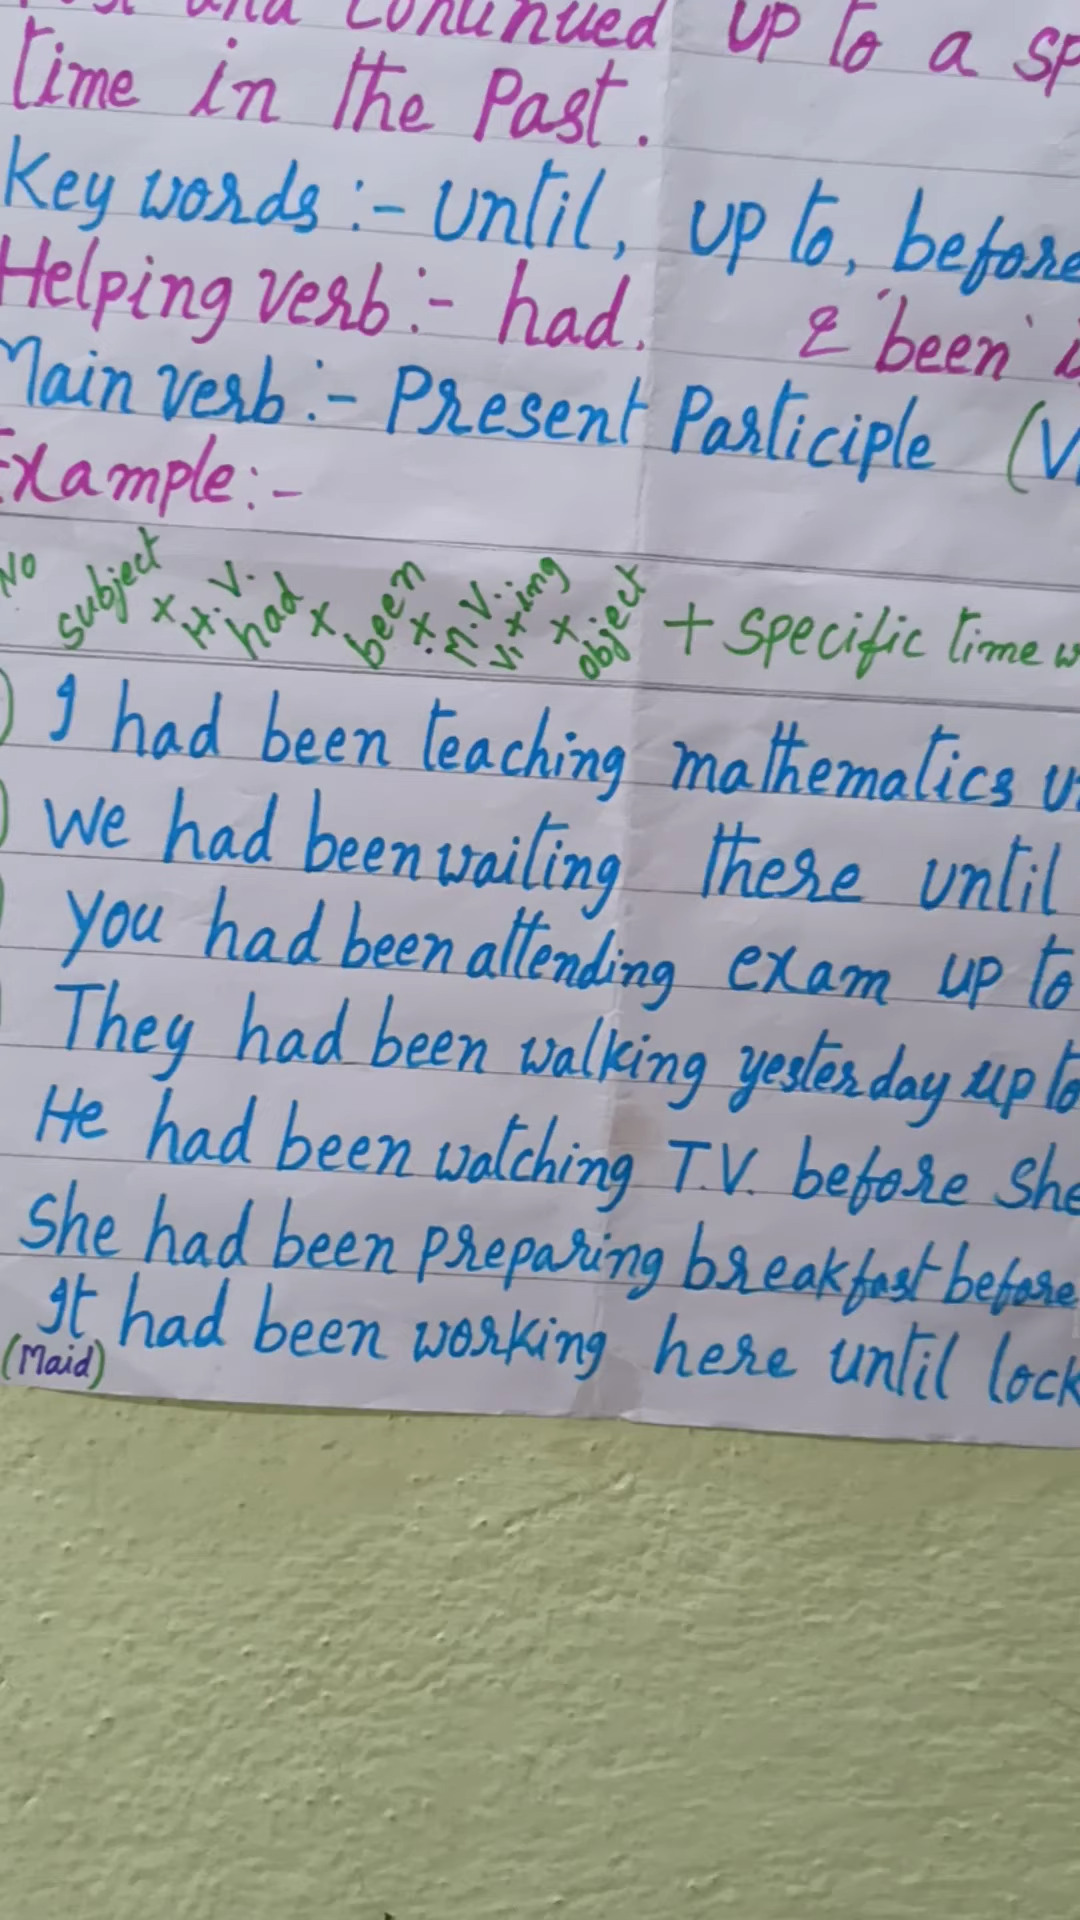 and continued up to a
time in the Past.
Key words :- until, up to, before
Helping verb :- had. & 'been'
Main verb :- Present Participle (V
Example :-
No subject x H.V. had x been x M.V. V1 x ing x object + specific time
I had been teaching mathematics
We had been waiting there until
You had been attending exam up to
They had been walking yesterday up to
He had been watching T.V. before she
She had been preparing breakfast before
It had been working here until lock
(Maid)